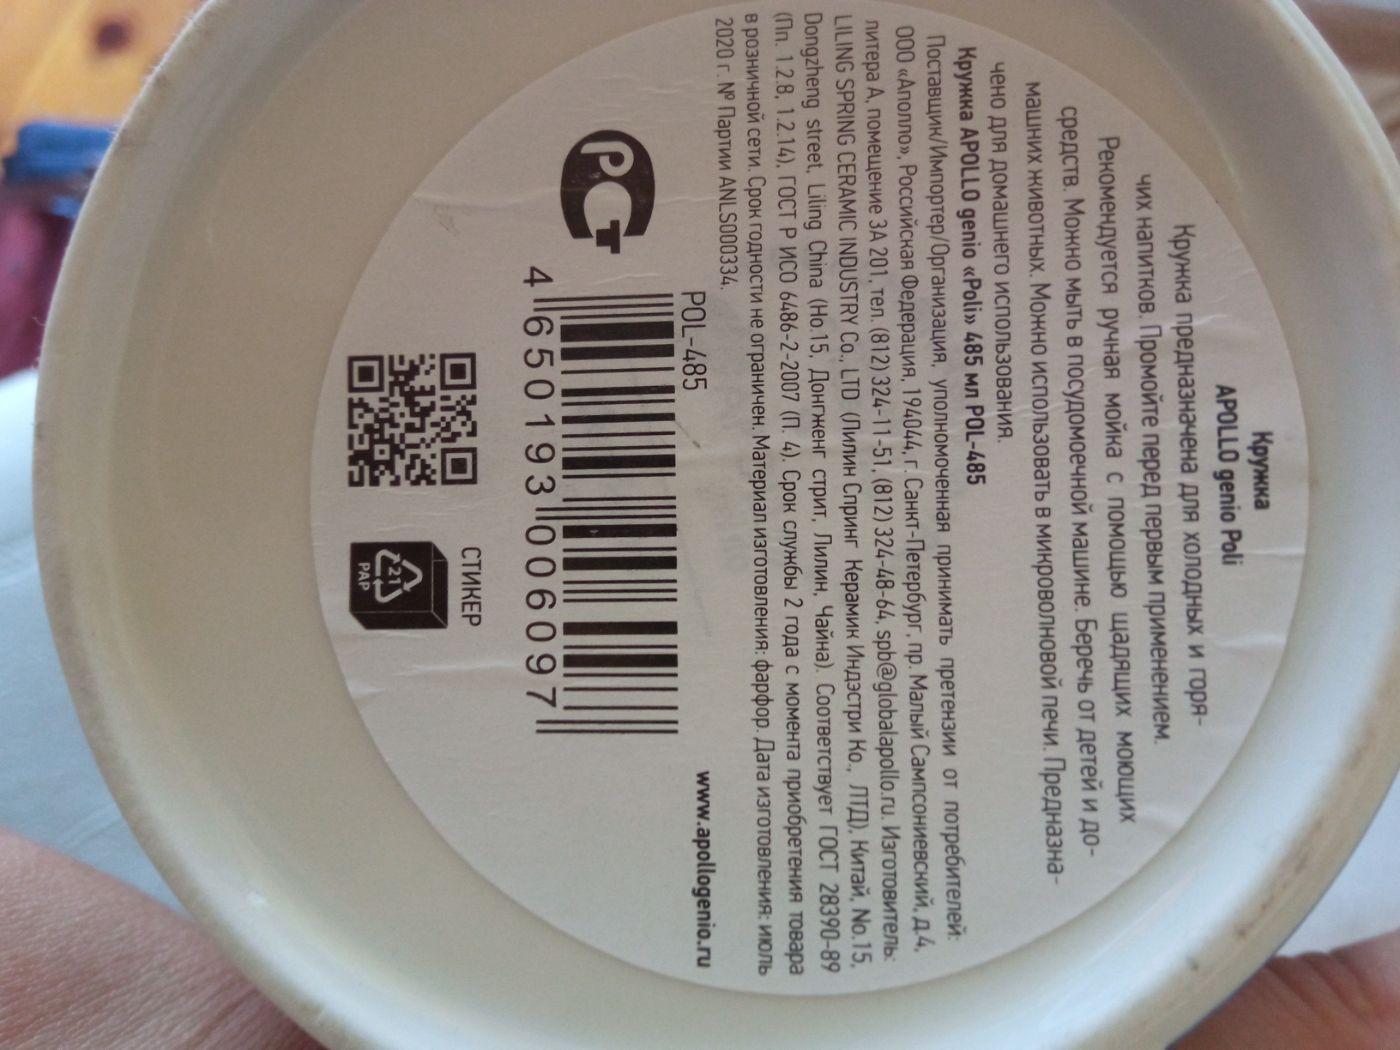 Кружка
APOLLO genio Poli
Кружка предназначена для холодных и горя-
чих напитков. Промойте перед первым применением.
Рекомендуется ручная мойка с помощью щадящих моющих
средств. Можно мыть в посудомоечной машине. Беречь от детей и до-
машних животных. Можно использовать в микроволновой печи. Предназна-
чено для домашнего использования.
Кружка APOLLO genio «Poli» 485 мл POL-485
Поставщик/Импортер/Организация, уполномоченная принимать претензии от потребителей:
ООО «Аполло», Российская Федерация, 194044, г. Санкт-Петербург, пр. Малый Сампсониевский, д.4,
литера А, помещение 3А 201, тел. (812) 324-11-51, (812) 324-48-64, spb@globalapollo.ru. Изготовитель:
LILING SPRING CERAMIC INDUSTRY Co., LTD (Лилин Спринг Керамик Индэстри Ко., ЛТД), Китай, No.15,
Dongzheng street, Liling China (Но.15, Донгженг стрит, Лилин, Чайна). Соответствует ГОСТ 28390-89
(Пп. 1.2.8, 1.2.14), ГОСТ Р ИСО 6486-2-2007 (П. 4). Срок службы 2 года с момента приобретения товара
в розничной сети. Срок годности не ограничен. Материал изготовления: фарфор. Дата изготовления: июль
2020 г. № Партии ANLS000334.
www.apollogenio.ru
POL-485
РСТ
4 650193 006097
СТИКЕР
21
PAP